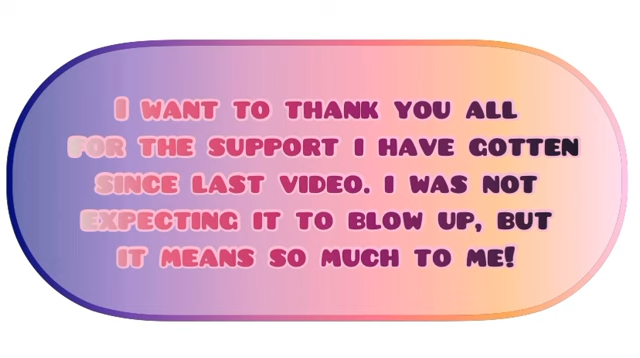 I WANT TO THANK YOU ALL
FOR THE SUPPORT I HAVE GOTTEN
SINCE LAST VIDEO. I WAS NOT
EXPECTING IT TO BLOW UP, BUT
IT MEANS SO MUCH TO ME!